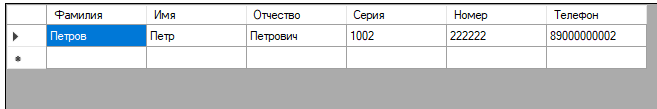 Фамилия Имя Отчество Серия Номер Телефон
Петров Петр Петрович 1002 222222 89000000002